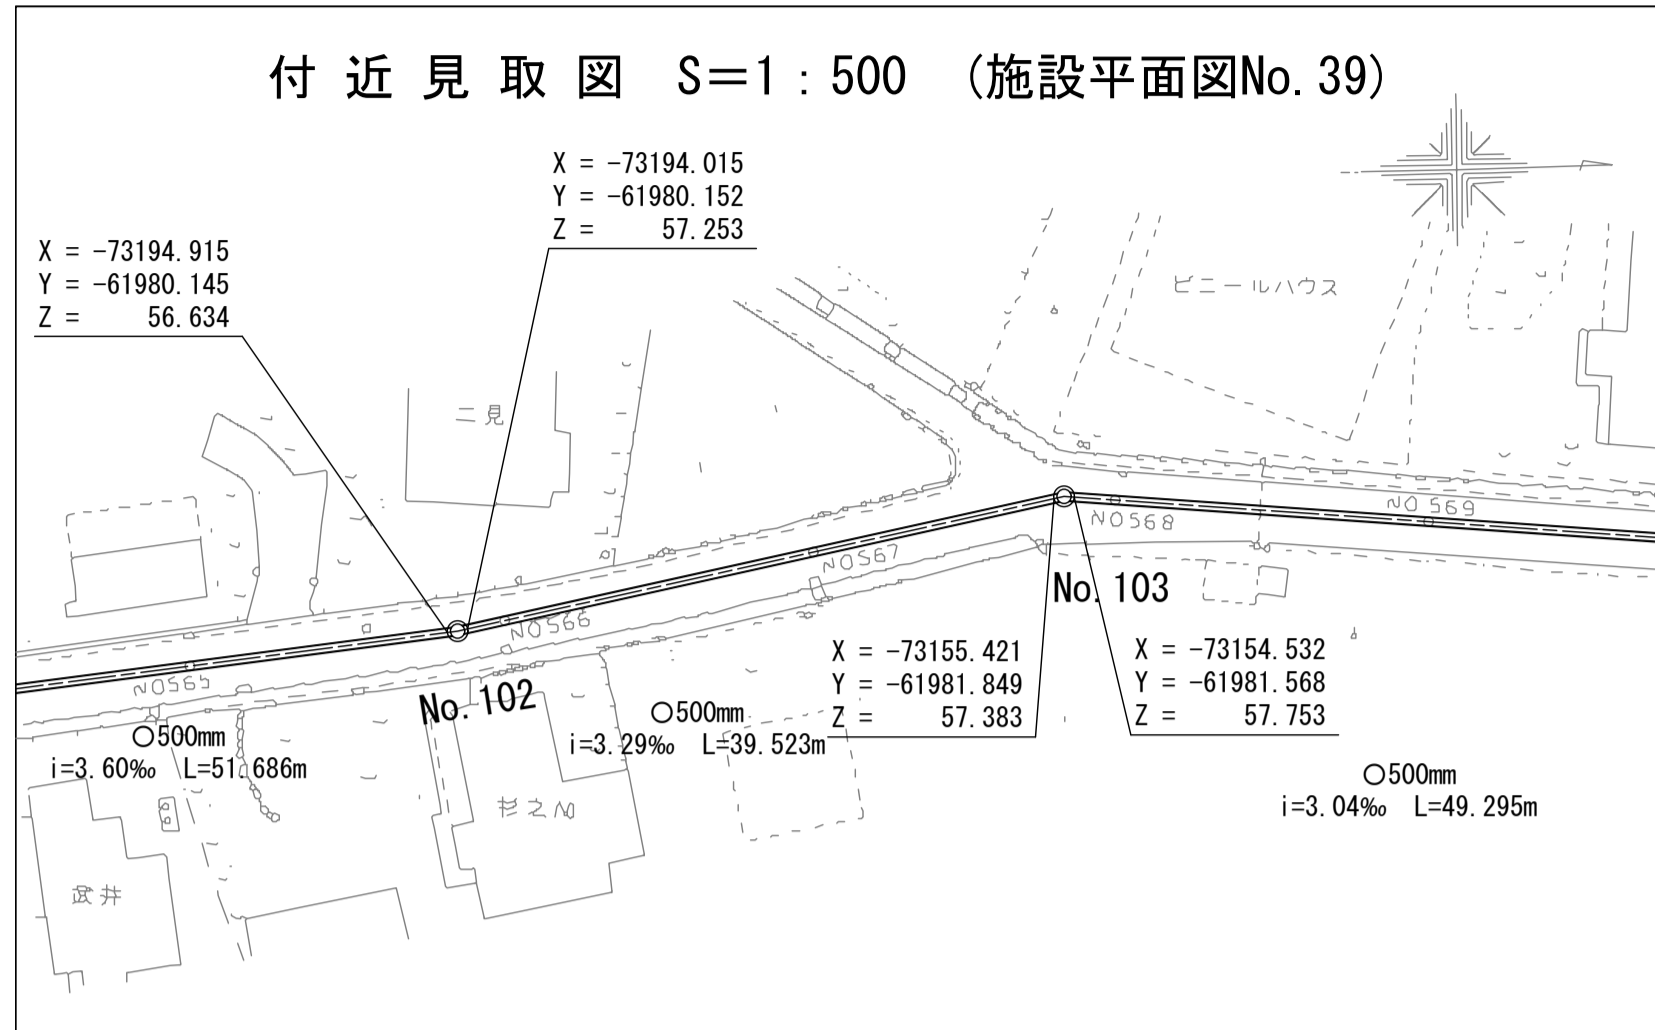 付近見取図 S=1:500 (施設平面図No.39)
X = -73194.015
Y = -61980.152
Z = 57.253
X = -73194.915
Y = -61980.145
Z = 56.634
ビニールハウス
二見
NO569
NO568
NO567
No.103
NO566
X = -73155.421
Y = -61981.849
Z = 57.383
X = -73154.532
Y = -61981.568
Z = 57.753
NO565
No.102
○500mm
i=3.60‰ L=51.686m
○500mm
i=3.29‰ L=39.523m
○500mm
i=3.04‰ L=49.295m
武井